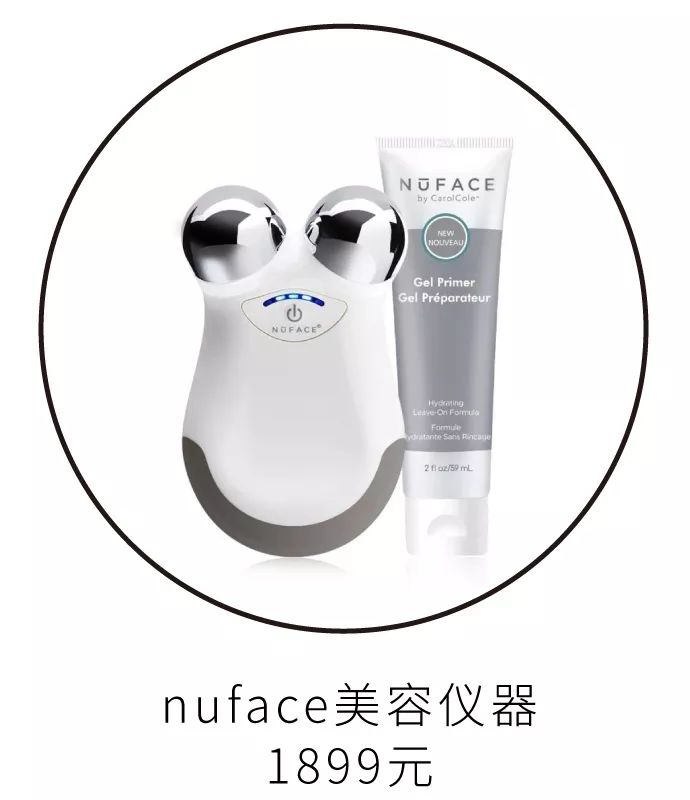 NUFACE
by CarolCole™
NEW
NOUVEAU
Gel Primer
Gel Préparateur
NUFACE®
Hydrating
Leave-On Formula
Formule
Hydratante Sans Rinçage
2 fl oz/59 mL
nuface美容仪器
1899元